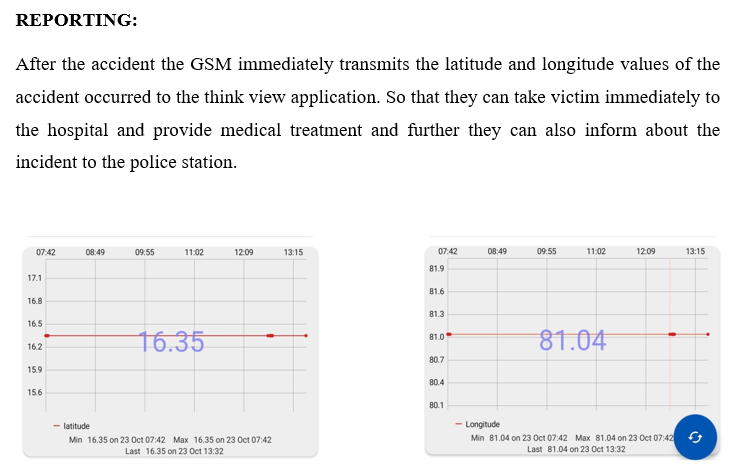 REPORTING:
After the accident the GSM immediately transmits the latitude and longitude values of the
accident occurred to the think view application. So that they can take victim immediately to
the hospital and provide medical treatment and further they can also inform about the
incident to the police station.
07:42 08:49 09:55 11:02 12:09 13:15
17.1
16.8
16.5
16.2
15.9
15.6
16.35
latitude
Min 16.35 on 23 Oct 07:42 Max 16.35 on 23 Oct 07:42
Last 16.35 on 23 Oct 13:32
07:42 08:49 09:55 11:02 12:09 13:15
81.9
81.6
81.3
81.0
80.7
80.4
80.1
81.04
Longitude
Min 81.04 on 23 Oct 07:42 Max 81.04 on 23 Oct 07:42
Last 81.04 on 23 Oct 13:32